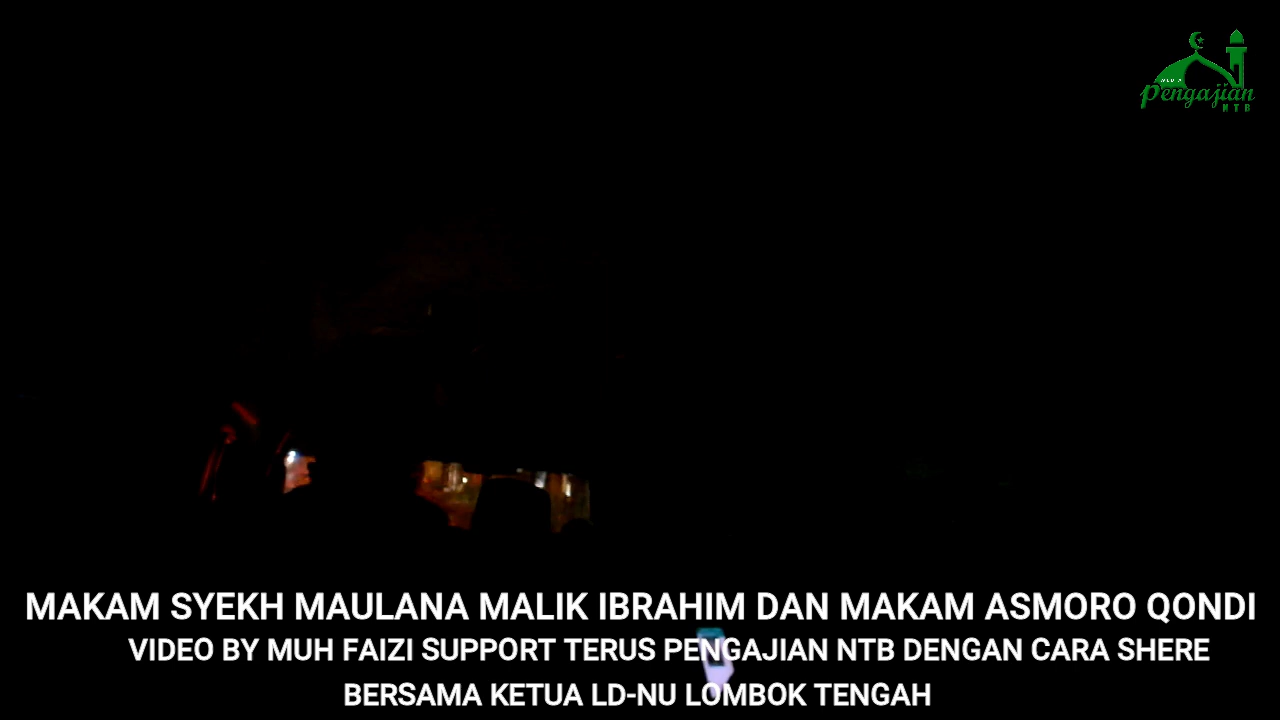 MEDIA
Pengajian
NTB
MAKAM SYEKH MAULANA MALIK IBRAHIM DAN MAKAM ASMORO QONDI
VIDEO BY MUH FAIZI SUPPORT TERUS PENGAJIAN NTB DENGAN CARA SHERE
BERSAMA KETUA LD-NU LOMBOK TENGAH